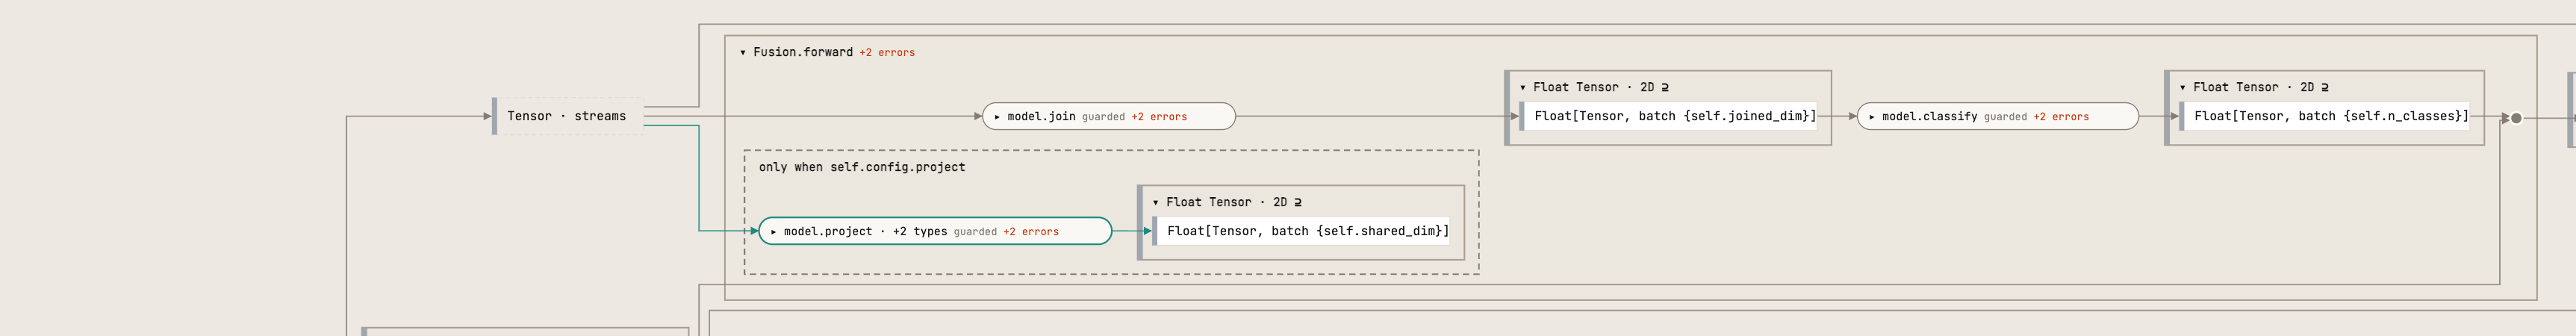 ▾ Fusion.forward +2 errors
▾ Float Tensor · 2D ⊇
▾ Float Tensor · 2D ⊇
Tensor · streams
▸ model.join guarded +2 errors
Float[Tensor, batch {self.joined_dim}]
▸ model.classify guarded +2 errors
Float[Tensor, batch {self.n_classes}]
only when self.config.project
▾ Float Tensor · 2D ⊇
▸ model.project · +2 types guarded +2 errors
Float[Tensor, batch {self.shared_dim}]